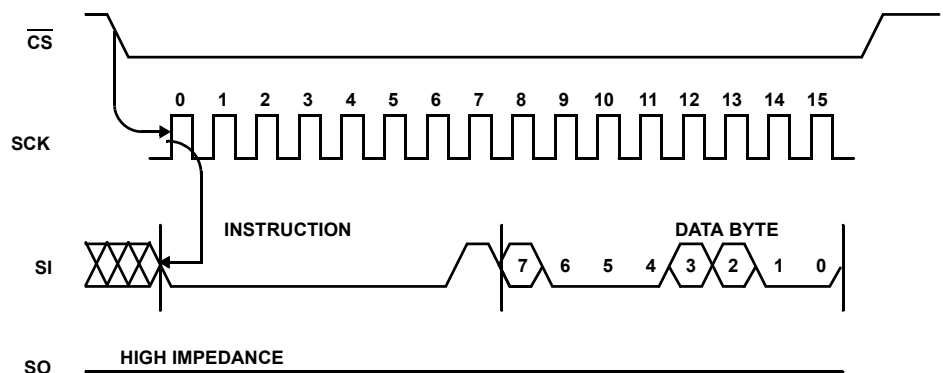 CS
0 1 2 3 4 5 6 7 8 9 10 11 12 13 14 15
SCK
INSTRUCTION DATA BYTE
SI 7 6 5 4 3 2 1 0
HIGH IMPEDANCE
SO